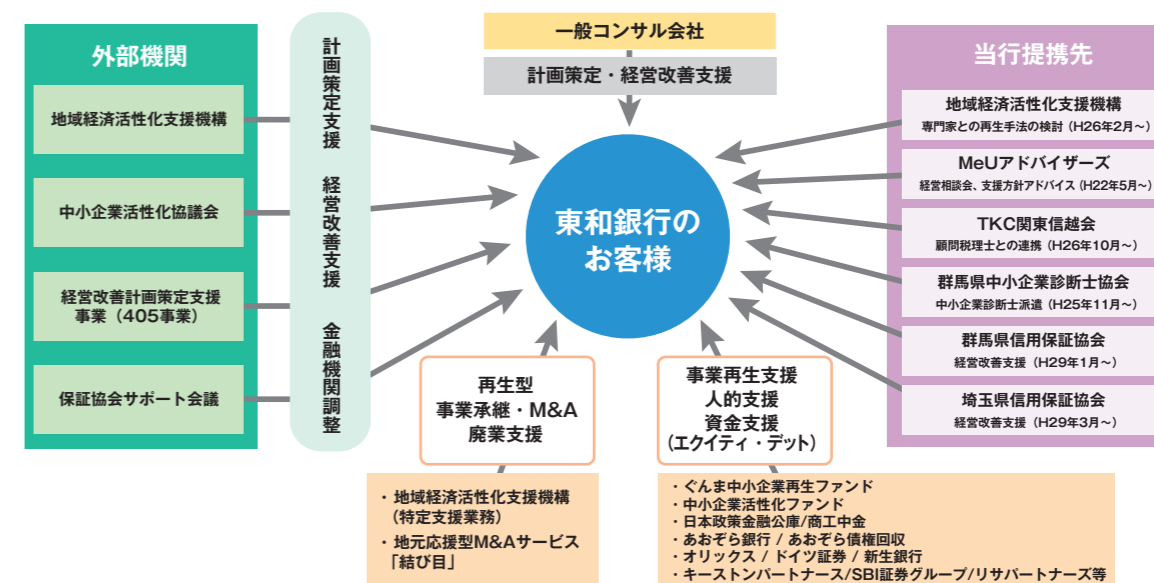 外部機関
地域経済活性化支援機構
中小企業活性化協議会
経営改善計画策定支援
事業（405事業）
保証協会サポート会議
計画策定支援
経営改善支援
金融機関調整
一般コンサル会社
計画策定・経営改善支援
東和銀行の
お客様
当行提携先
地域経済活性化支援機構
専門家との再生手法の検討（H26年2月～）
MeUアドバイザーズ
経営相談会、支援方針アドバイス（H22年5月～）
TKC関東信越会
顧問税理士との連携（H26年10月～）
群馬県中小企業診断士協会
中小企業診断士派遣（H25年11月～）
群馬県信用保証協会
経営改善支援（H29年1月～）
埼玉県信用保証協会
経営改善支援（H29年3月～）
再生型
事業承継・M&A
廃業支援
・地域経済活性化支援機構
（特定支援業務）
・地元応援型M&Aサービス
「結び目」
事業再生支援
人的支援
資金支援
（エクイティ・デット）
・ぐんま中小企業再生ファンド
・中小企業活性化ファンド
・日本政策金融公庫/商工中金
・あおぞら銀行 / あおぞら債権回収
・オリックス / ドイツ証券 / 新生銀行
・キーストンパートナース/SBI証券グループ/リサパートナーズ等